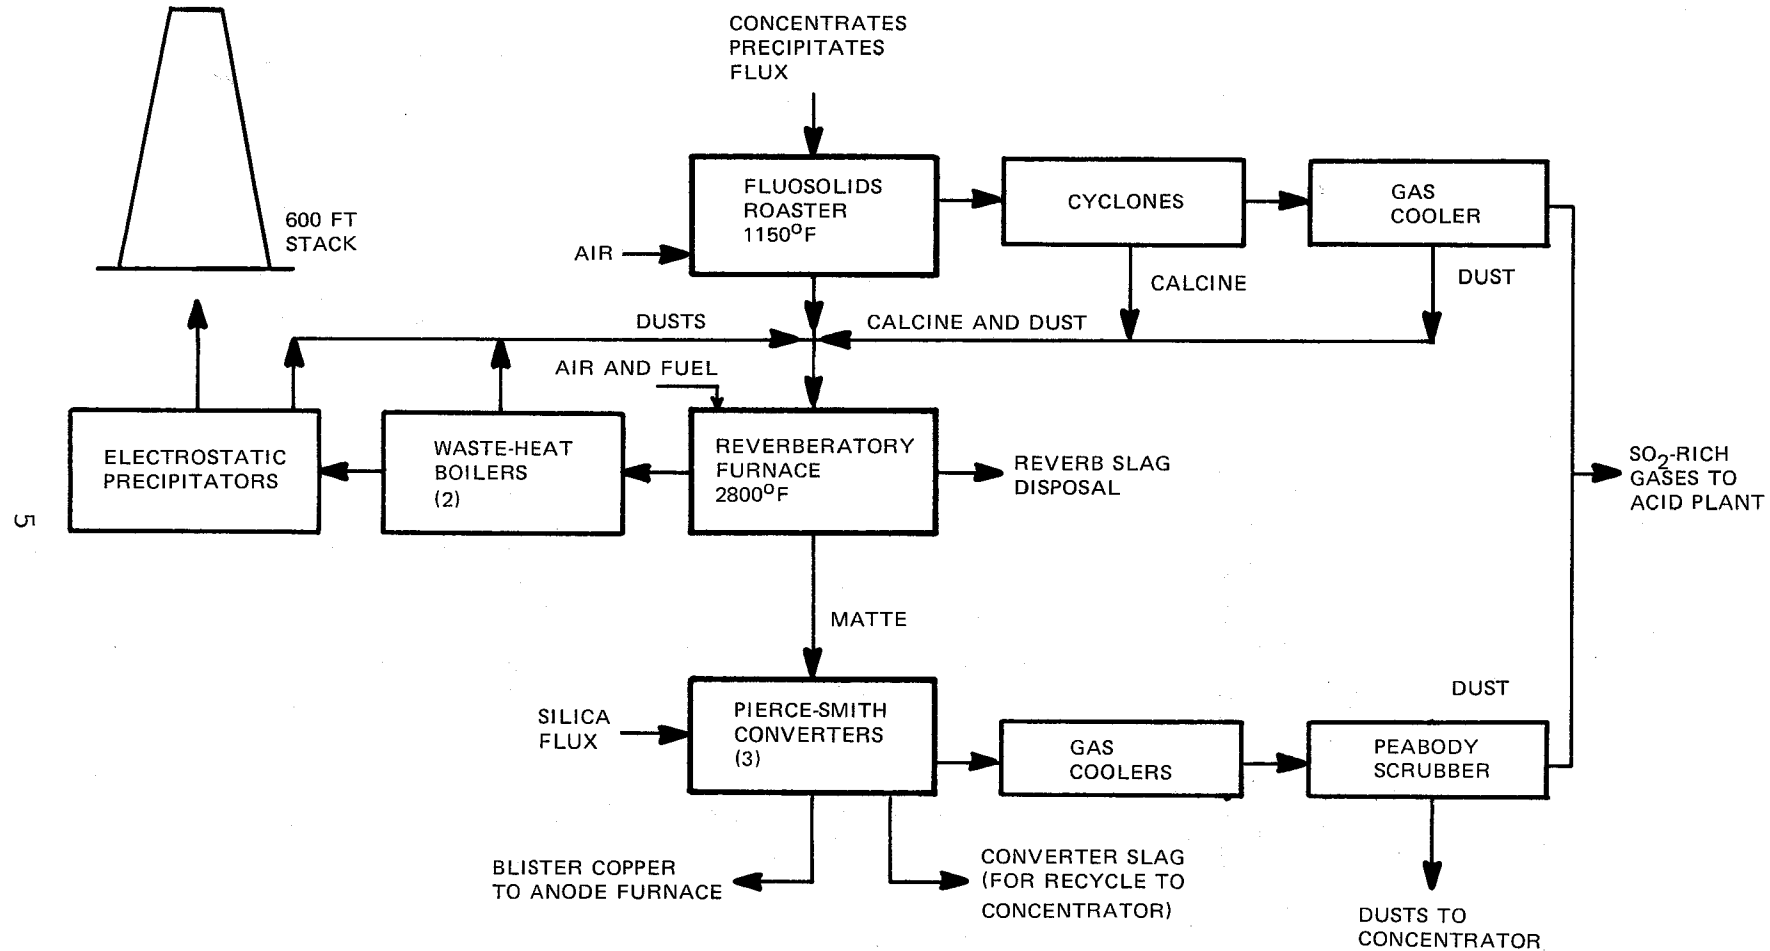 CONCENTRATES
PRECIPITATES
FLUX
600 FT
STACK
AIR
FLUOSOLIDS
ROASTER
1150°F
CYCLONES
GAS
COOLER
CALCINE
DUST
DUSTS
CALCINE AND DUST
AIR AND FUEL
ELECTROSTATIC
PRECIPITATORS
WASTE-HEAT
BOILERS
(2)
REVERBERATORY
FURNACE
2800°F
REVERB SLAG
DISPOSAL
SO2-RICH
GASES TO
ACID PLANT
5
MATTE
SILICA
FLUX
PIERCE-SMITH
CONVERTERS
(3)
GAS
COOLERS
DUST
PEABODY
SCRUBBER
BLISTER COPPER
TO ANODE FURNACE
CONVERTER SLAG
(FOR RECYCLE TO
CONCENTRATOR)
DUSTS TO
CONCENTRATOR